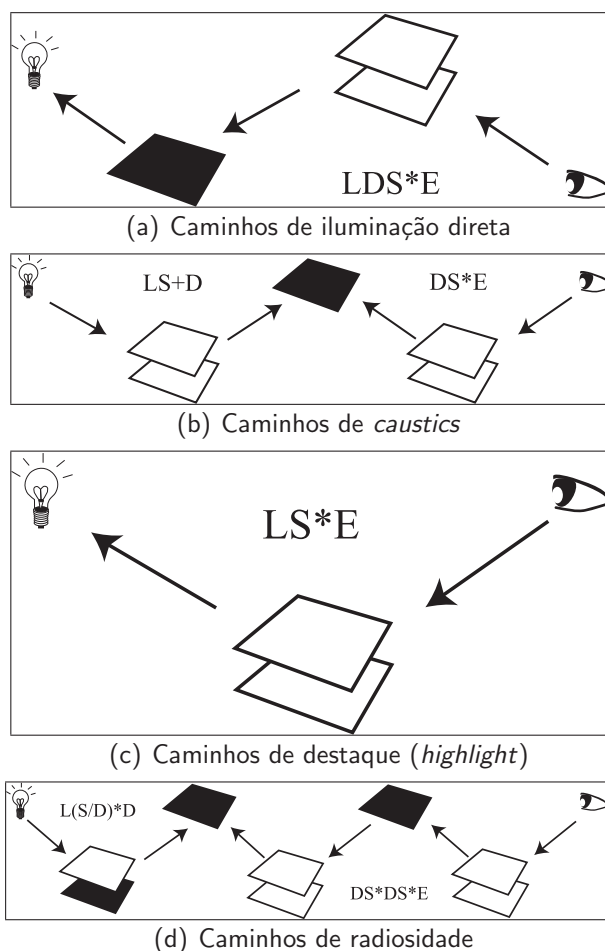 LDS*E
(a) Caminhos de iluminação direta
LS+D DS*E
(b) Caminhos de caustics
LS*E
(c) Caminhos de destaque (highlight)
L(S/D)*D
DS*DS*E
(d) Caminhos de radiosidade